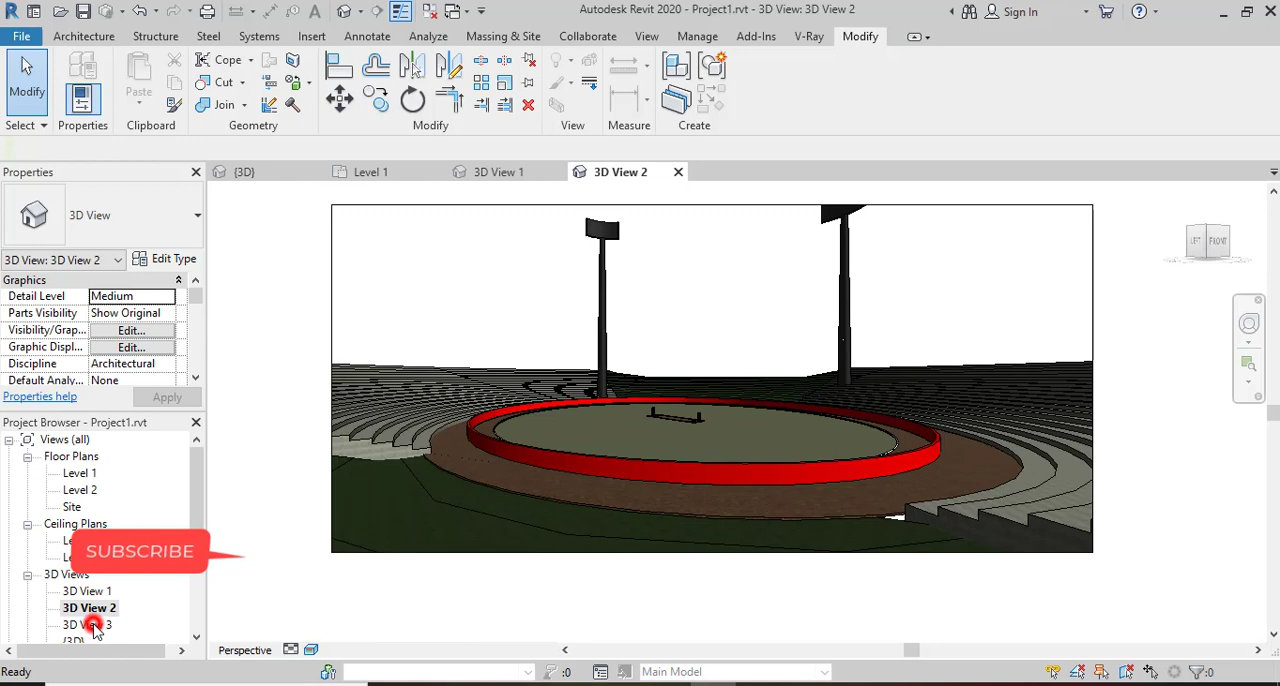 Autodesk Revit 2020 - Project1.rvt - 3D View: 3D View 2
Sign In
File Architecture Structure Steel Systems Insert Annotate Analyze Massing & Site Collaborate View Manage Add-Ins V-Ray Modify
Modify
Properties
Paste
Cope
Cut
Join
Select Properties Clipboard Geometry Modify View Measure Create
Properties
{3D} Level 1 3D View 1 3D View 2
3D View
3D View: 3D View 2 Edit Type
Graphics
Detail Level Medium
Parts Visibility Show Original
Visibility/Grap... Edit...
Graphic Displ... Edit...
Discipline Architectural
Default Analy... None
Properties help Apply
LEFT FRONT
Project Browser - Project1.rvt
Views (all)
Floor Plans
Level 1
Level 2
Site
Ceiling Plans
SUBSCRIBE
3D Views
3D View 1
3D View 2
{3D}
Perspective
Ready :0 Main Model :0